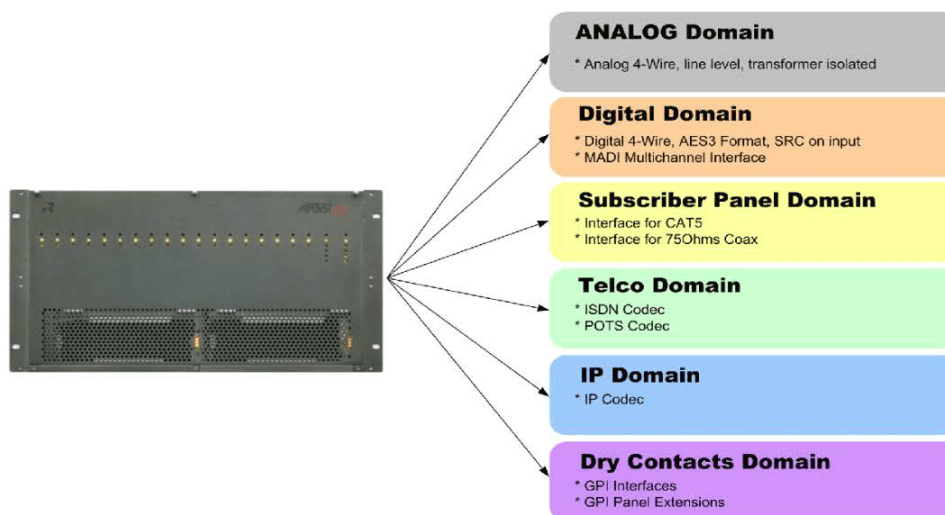 ANALOG Domain
* Analog 4-Wire, line level, transformer isolated
Digital Domain
* Digital 4-Wire, AES3 Format, SRC on input
* MADI Multichannel Interface
Subscriber Panel Domain
* Interface for CAT5
* Interface for 75Ohms Coax
Telco Domain
* ISDN Codec
* POTS Codec
IP Domain
* IP Codec
Dry Contacts Domain
* GPI Interfaces
* GPI Panel Extensions